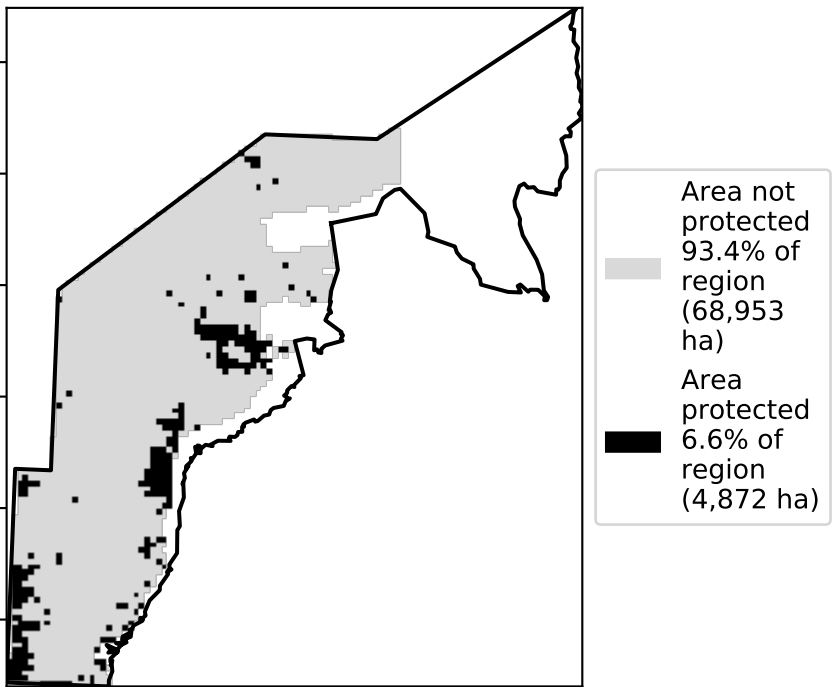 Area not
protected
93.4% of
region
(68,953
ha)
Area
protected
6.6% of
region
(4,872 ha)